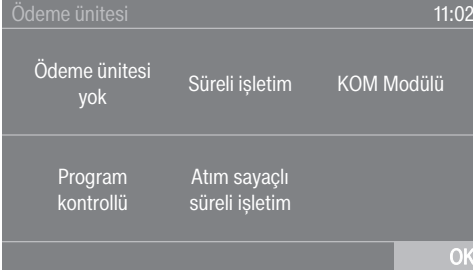 Ödeme ünitesi 11:02
Ödeme ünitesi
yok
Süreli işletim
KOM Modülü
Program
kontrollü
Atım sayaçlı
süreli işletim
OK